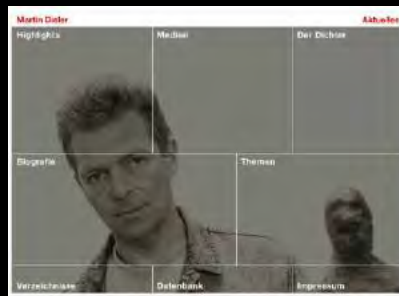 Martin Disler Aktuelles
Highlights Medien Der Dichter
Biografie Themen
Verzeichnisse Datenbank Impressum